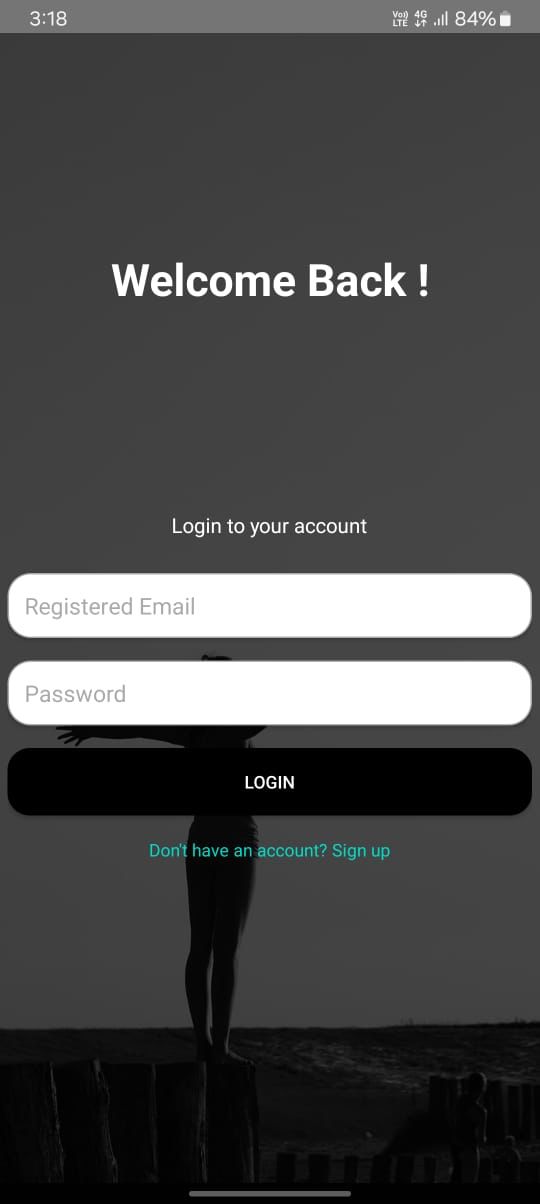 3:18 Vo) 4G 84%
LTE
Welcome Back !
Login to your account
Registered Email
Password
LOGIN
Don't have an account? Sign up